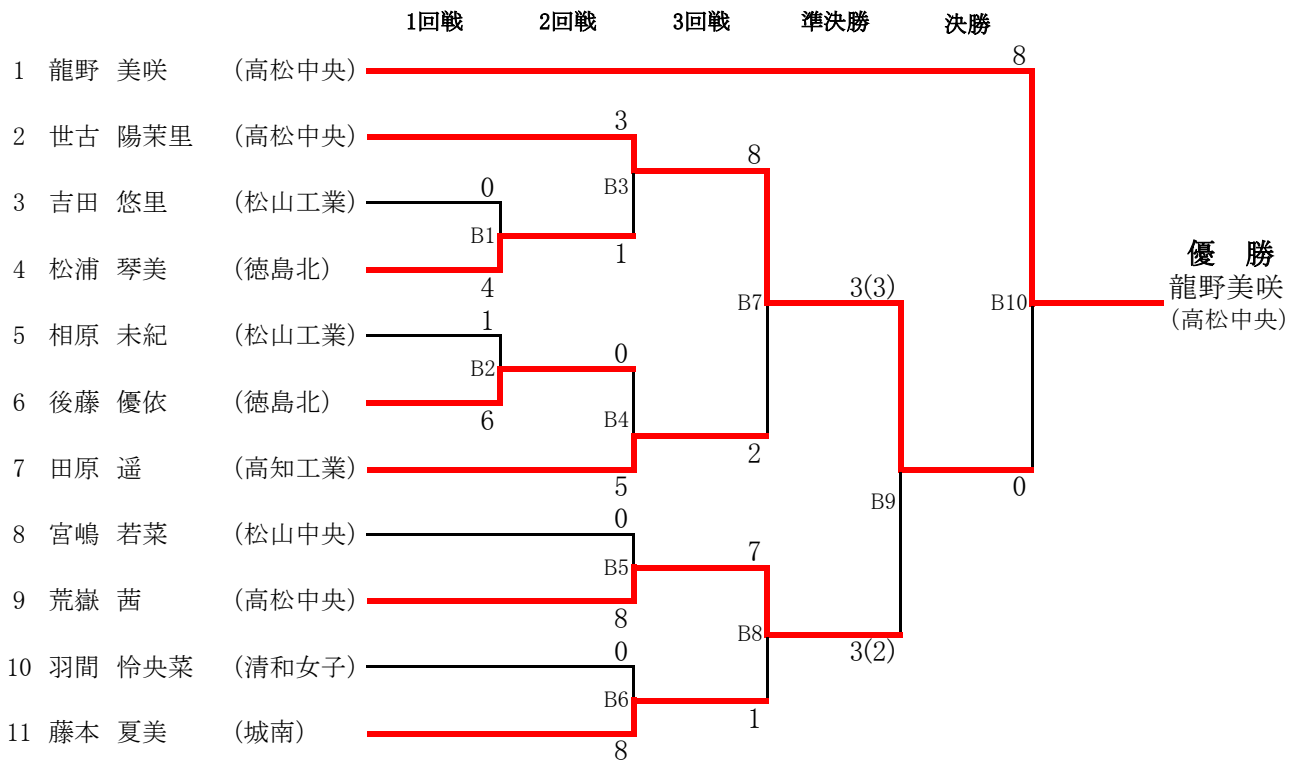 1回戦 2回戦 3回戦 準決勝 決勝
8
1 龍野 美咲 (高松中央)
3
2 世古 陽茉里 (高松中央)
8
B3
0
3 吉田 悠里 (松山工業)
B1
1
優 勝
4 松浦 琴美 (徳島北)
4
龍野美咲
(高松中央)
B7
3(3)
B10
1
5 相原 未紀 (松山工業)
0
B2
6 後藤 優依 (徳島北)
6
B4
2
7 田原 遥 (高知工業)
5
0
B9
0
8 宮嶋 若菜 (松山中央)
7
B5
9 荒嶽 茜 (高松中央)
8
B8
3(2)
0
10 羽間 怜央菜 (清和女子)
B6
1
11 藤本 夏美 (城南)
8